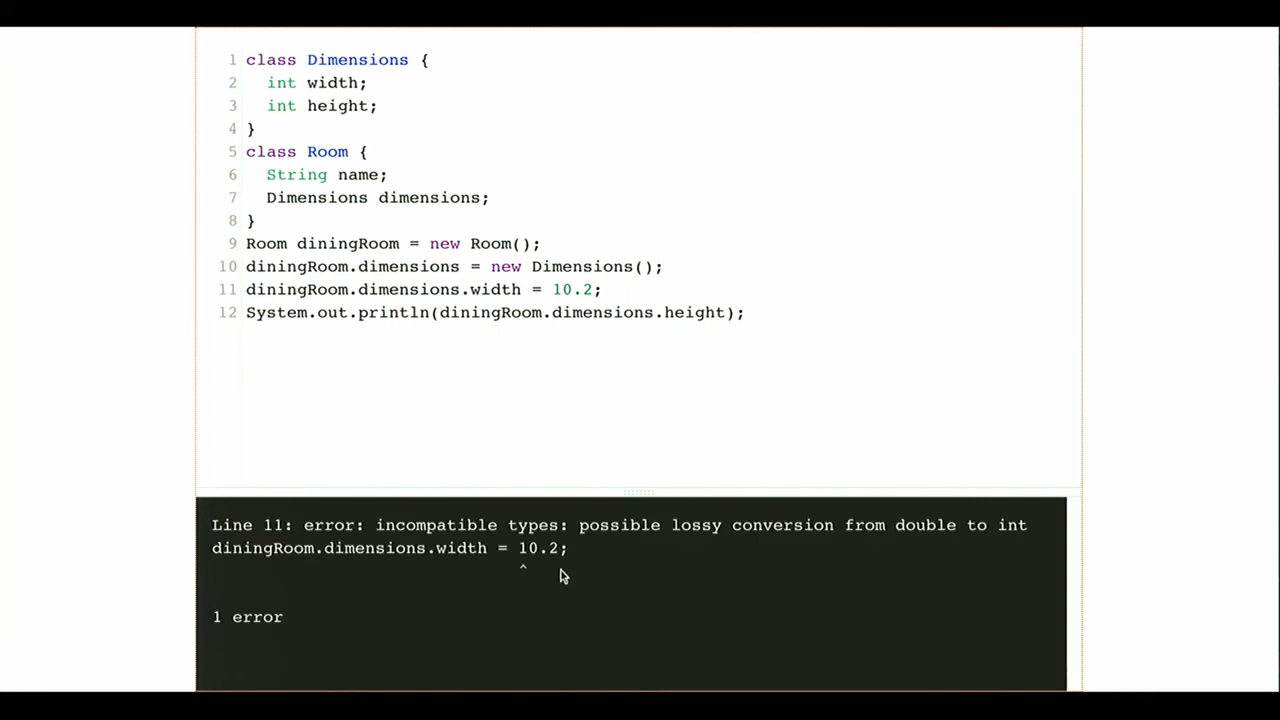 1 class Dimensions {
2   int width;
3   int height;
4 }
5 class Room {
6   String name;
7   Dimensions dimensions;
8 }
9 Room diningRoom = new Room();
10 diningRoom.dimensions = new Dimensions();
11 diningRoom.dimensions.width = 10.2;
12 System.out.println(diningRoom.dimensions.height);
Line 11: error: incompatible types: possible lossy conversion from double to int
diningRoom.dimensions.width = 10.2;
^
1 error